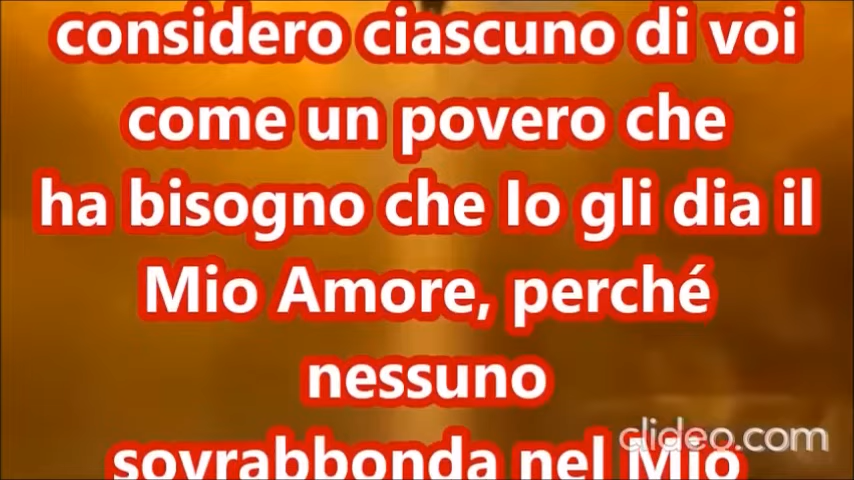 considero ciascuno di voi
come un povero che
ha bisogno che Io gli dia il
Mio Amore, perché
nessuno
sovrabbonda nel Mio
clideo.com